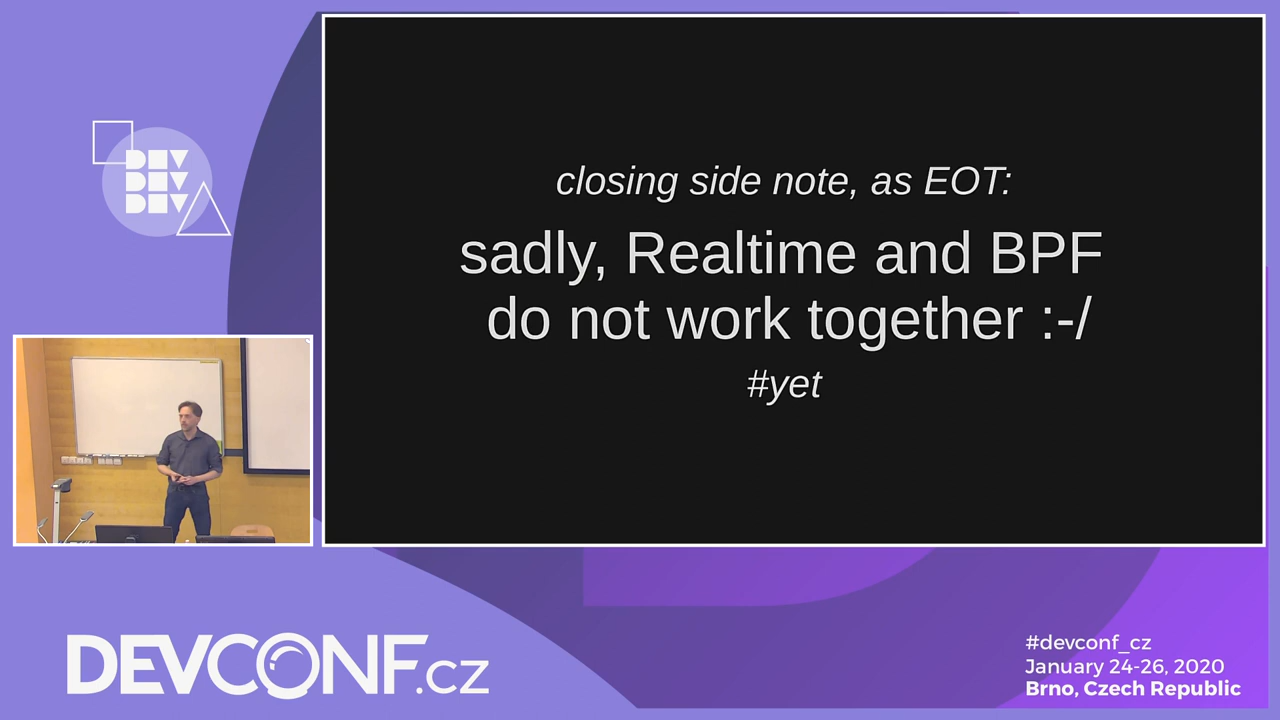 DEV
DEV
DEV
closing side note, as EOT:
sadly, Realtime and BPF
do not work together :-/
#yet
DEVCONF.cz
#devconf_cz
January 24-26, 2020
Brno, Czech Republic